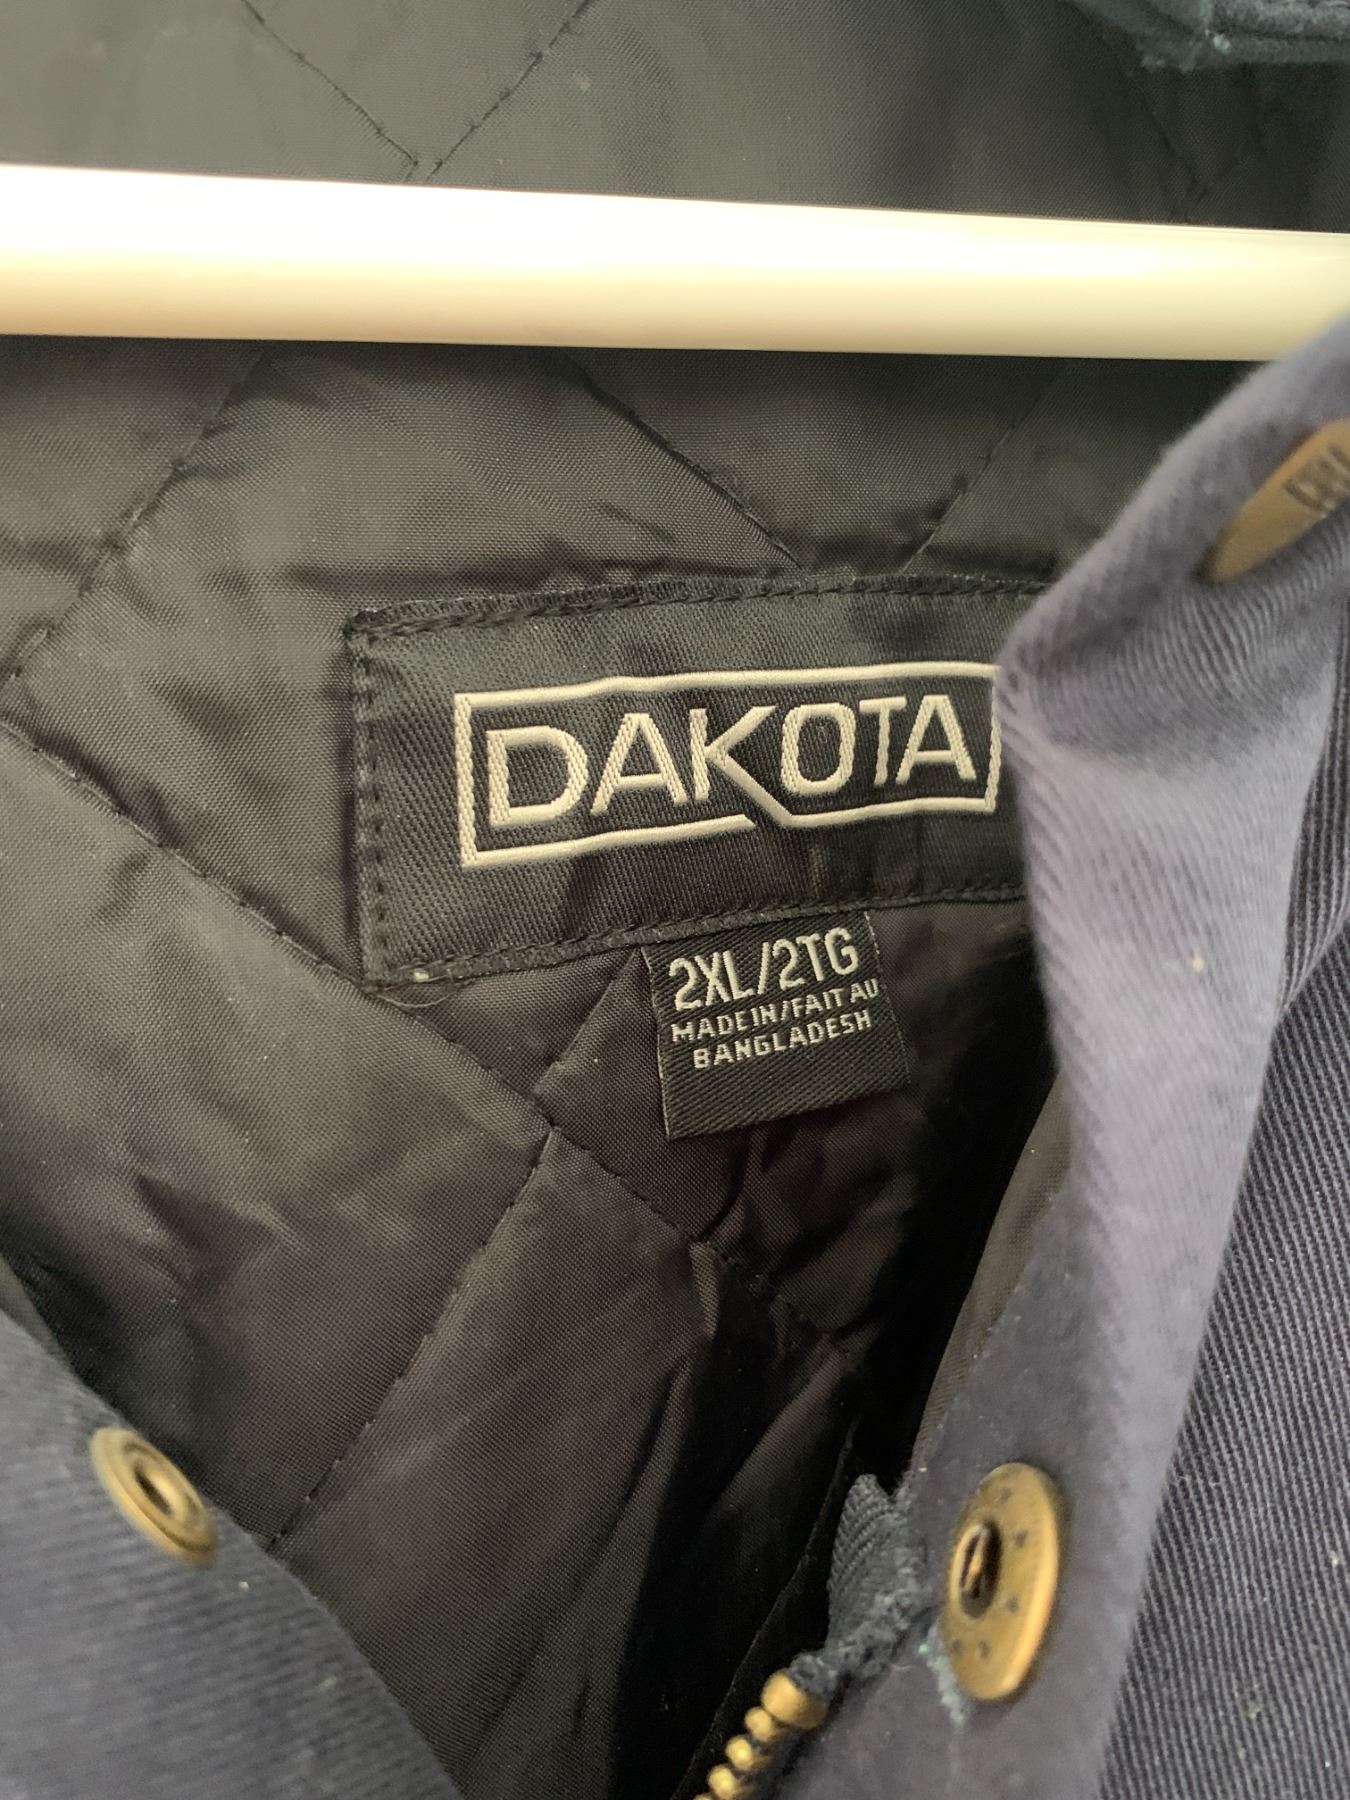 DAKOTA
2XL/2TG
MADE IN/FAIT AU
BANGLADESH